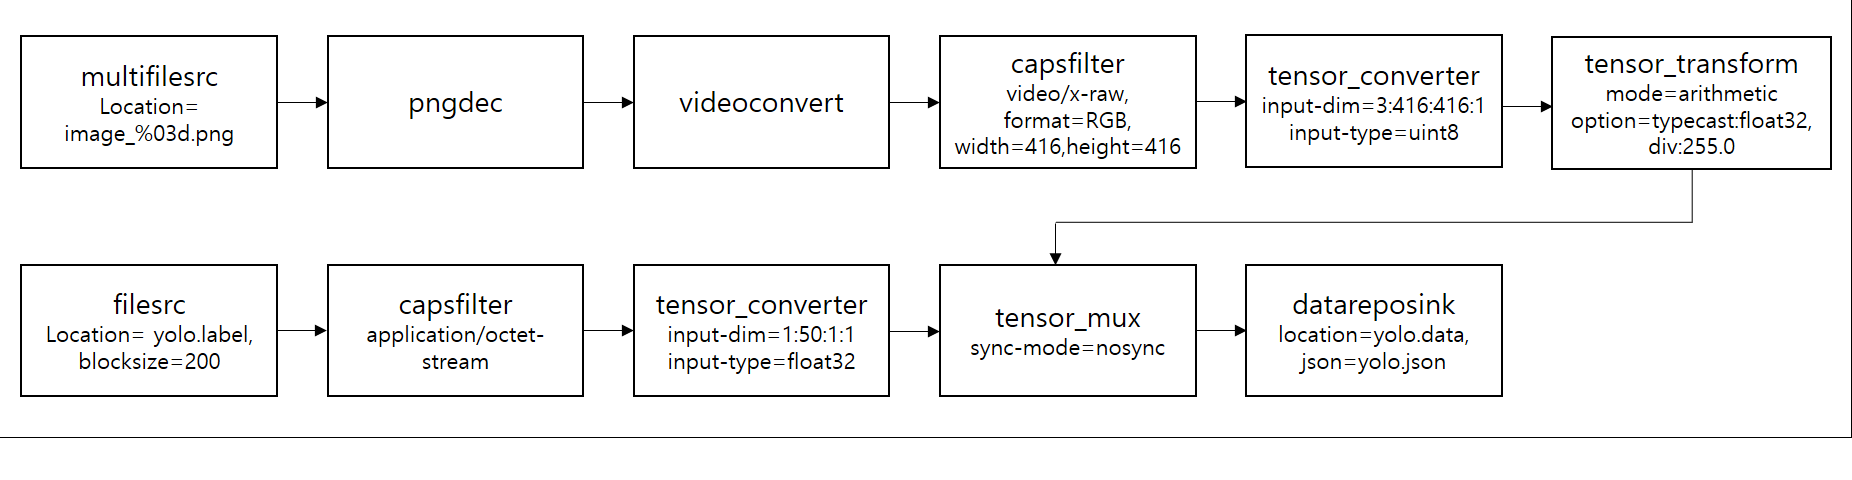 multifilesrc
Location=
image_%03d.png
pngdec
videoconvert
capsfilter
video/x-raw,
format=RGB,
width=416,height=416
tensor_converter
input-dim=3:416:416:1
input-type=uint8
tensor_transform
mode=arithmetic
option=typecast:float32,
div:255.0
filesrc
Location= yolo.label,
blocksize=200
capsfilter
application/octet-
stream
tensor_converter
input-dim=1:50:1:1
input-type=float32
tensor_mux
sync-mode=nosync
datareposink
location=yolo.data,
json=yolo.json